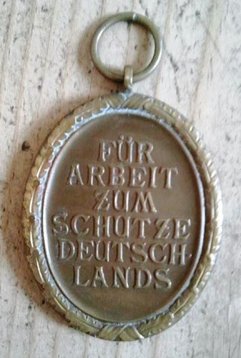 FÜR
ARBEIT
ZUM
SCHUTZE
DEUTSCH
LANDS